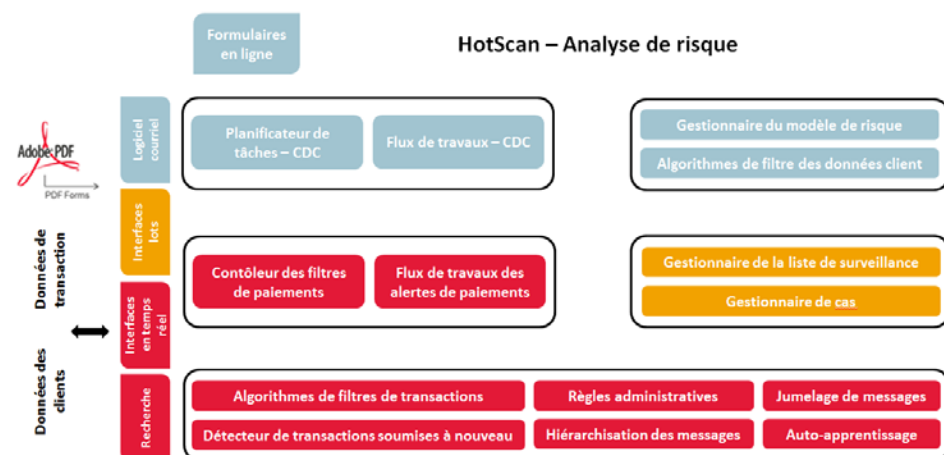 Formulaires
en ligne
HotScan – Analyse de risque
Logiciel
courriel
Planificateur de
tâches – CDC
Flux de travaux – CDC
Gestionnaire du modèle de risque
Algorithmes de filtre des données client
Adobe PDF
PDF Forms
Interfaces
lots
Données de
transaction
Contôleur des filtres
de paiements
Flux de travaux des
alertes de paiements
Gestionnaire de la liste de surveillance
Gestionnaire de cas
Interfaces
en temps
réel
Données des
clients
Recherche
Algorithmes de filtres de transactions
Règles administratives
Jumelage de messages
Détecteur de transactions soumises à nouveau
Hiérarchisation des messages
Auto-apprentissage